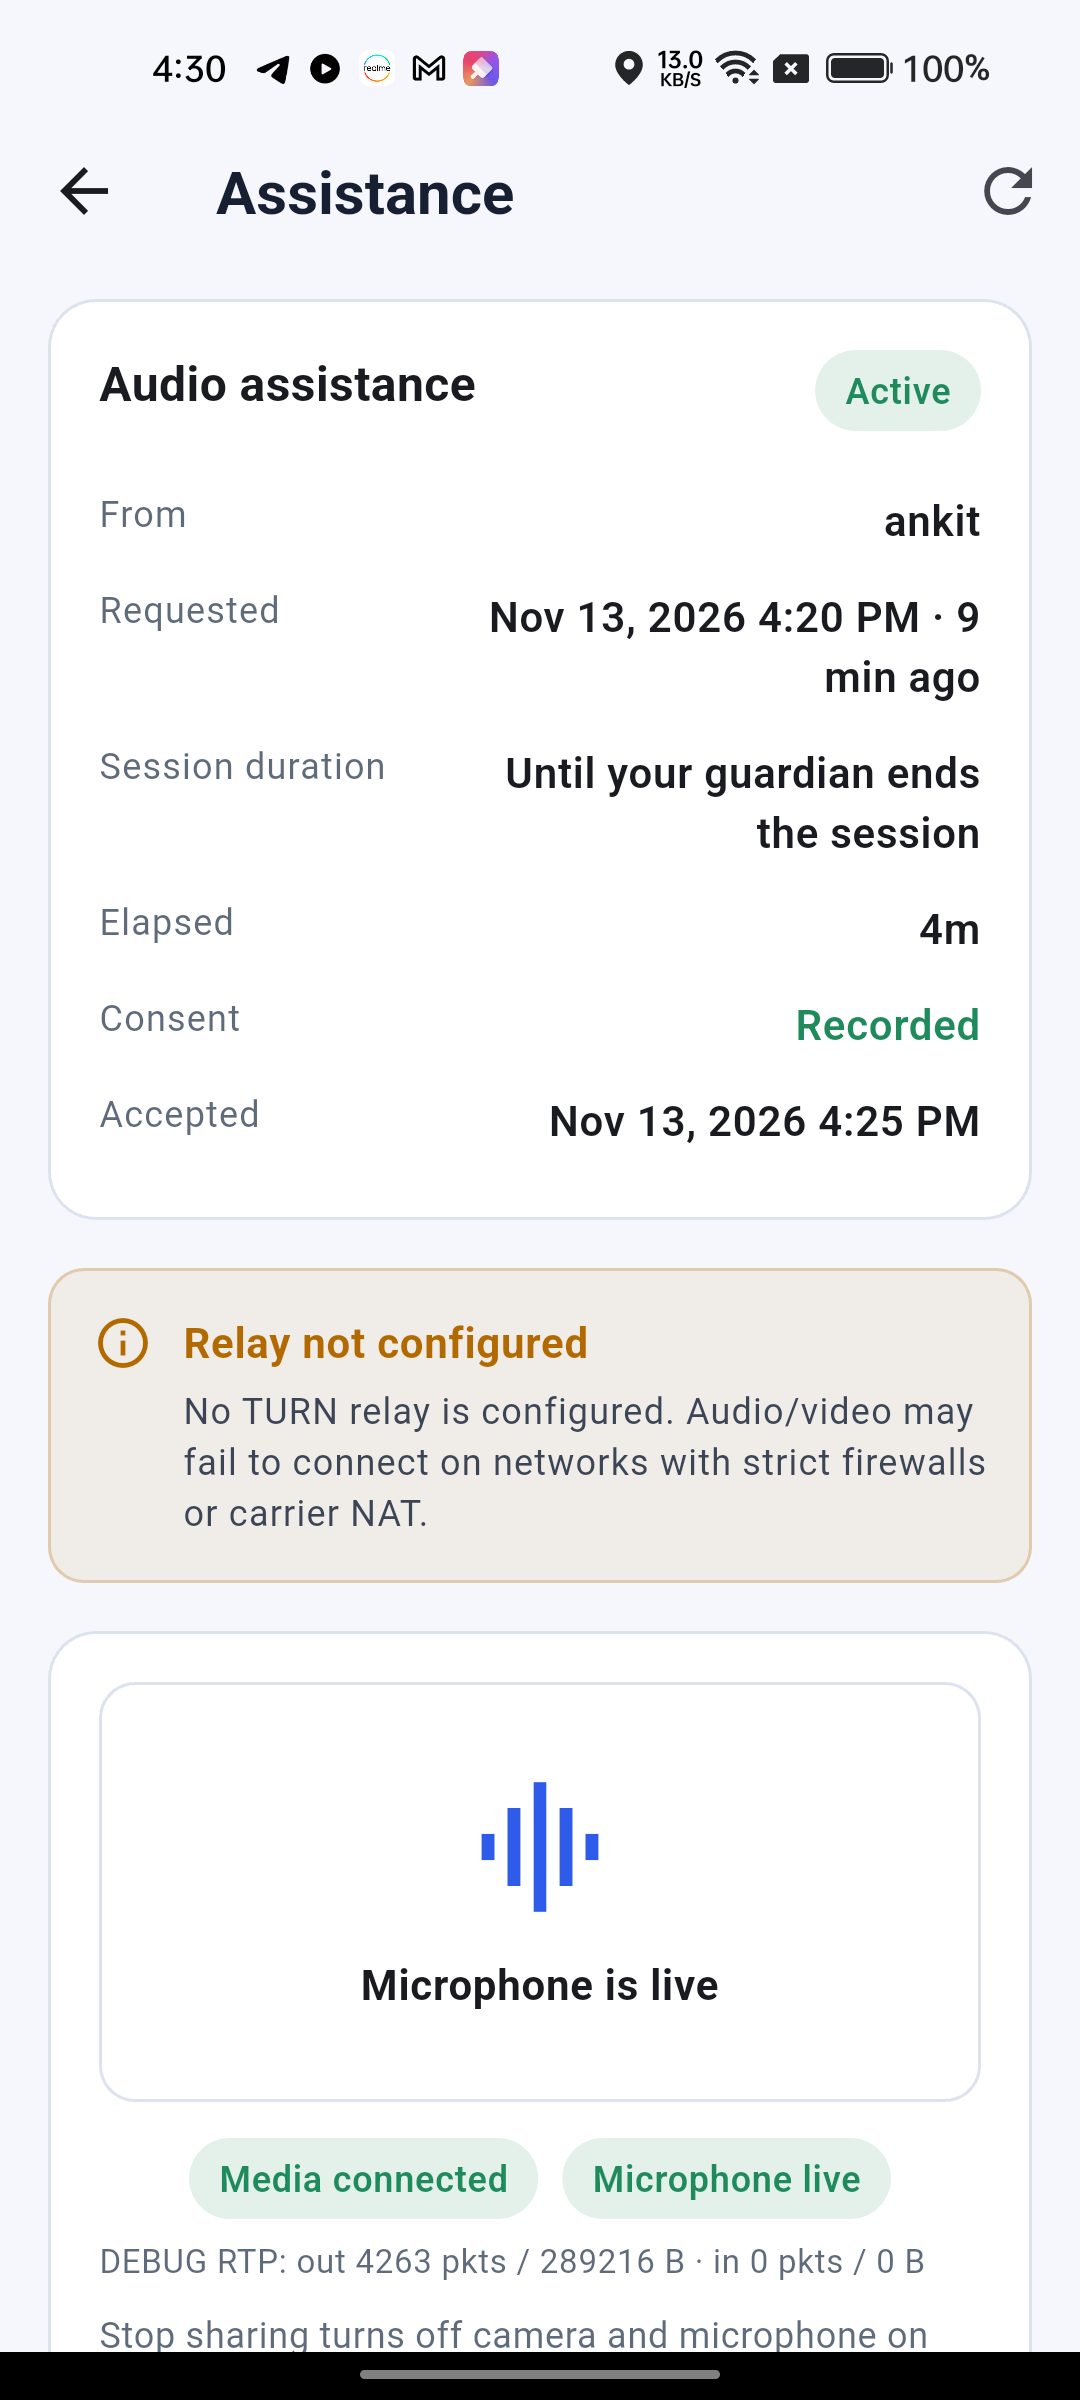 4:30
realme
13.0
KB/S
100%
Assistance
Audio assistance
Active
From
ankit
Requested
Nov 13, 2026 4:20 PM · 9
min ago
Session duration
Until your guardian ends
the session
Elapsed
4m
Consent
Recorded
Accepted
Nov 13, 2026 4:25 PM
Relay not configured
No TURN relay is configured. Audio/video may
fail to connect on networks with strict firewalls
or carrier NAT.
Microphone is live
Media connected
Microphone live
DEBUG RTP: out 4263 pkts / 289216 B · in 0 pkts / 0 B
Stop sharing turns off camera and microphone on